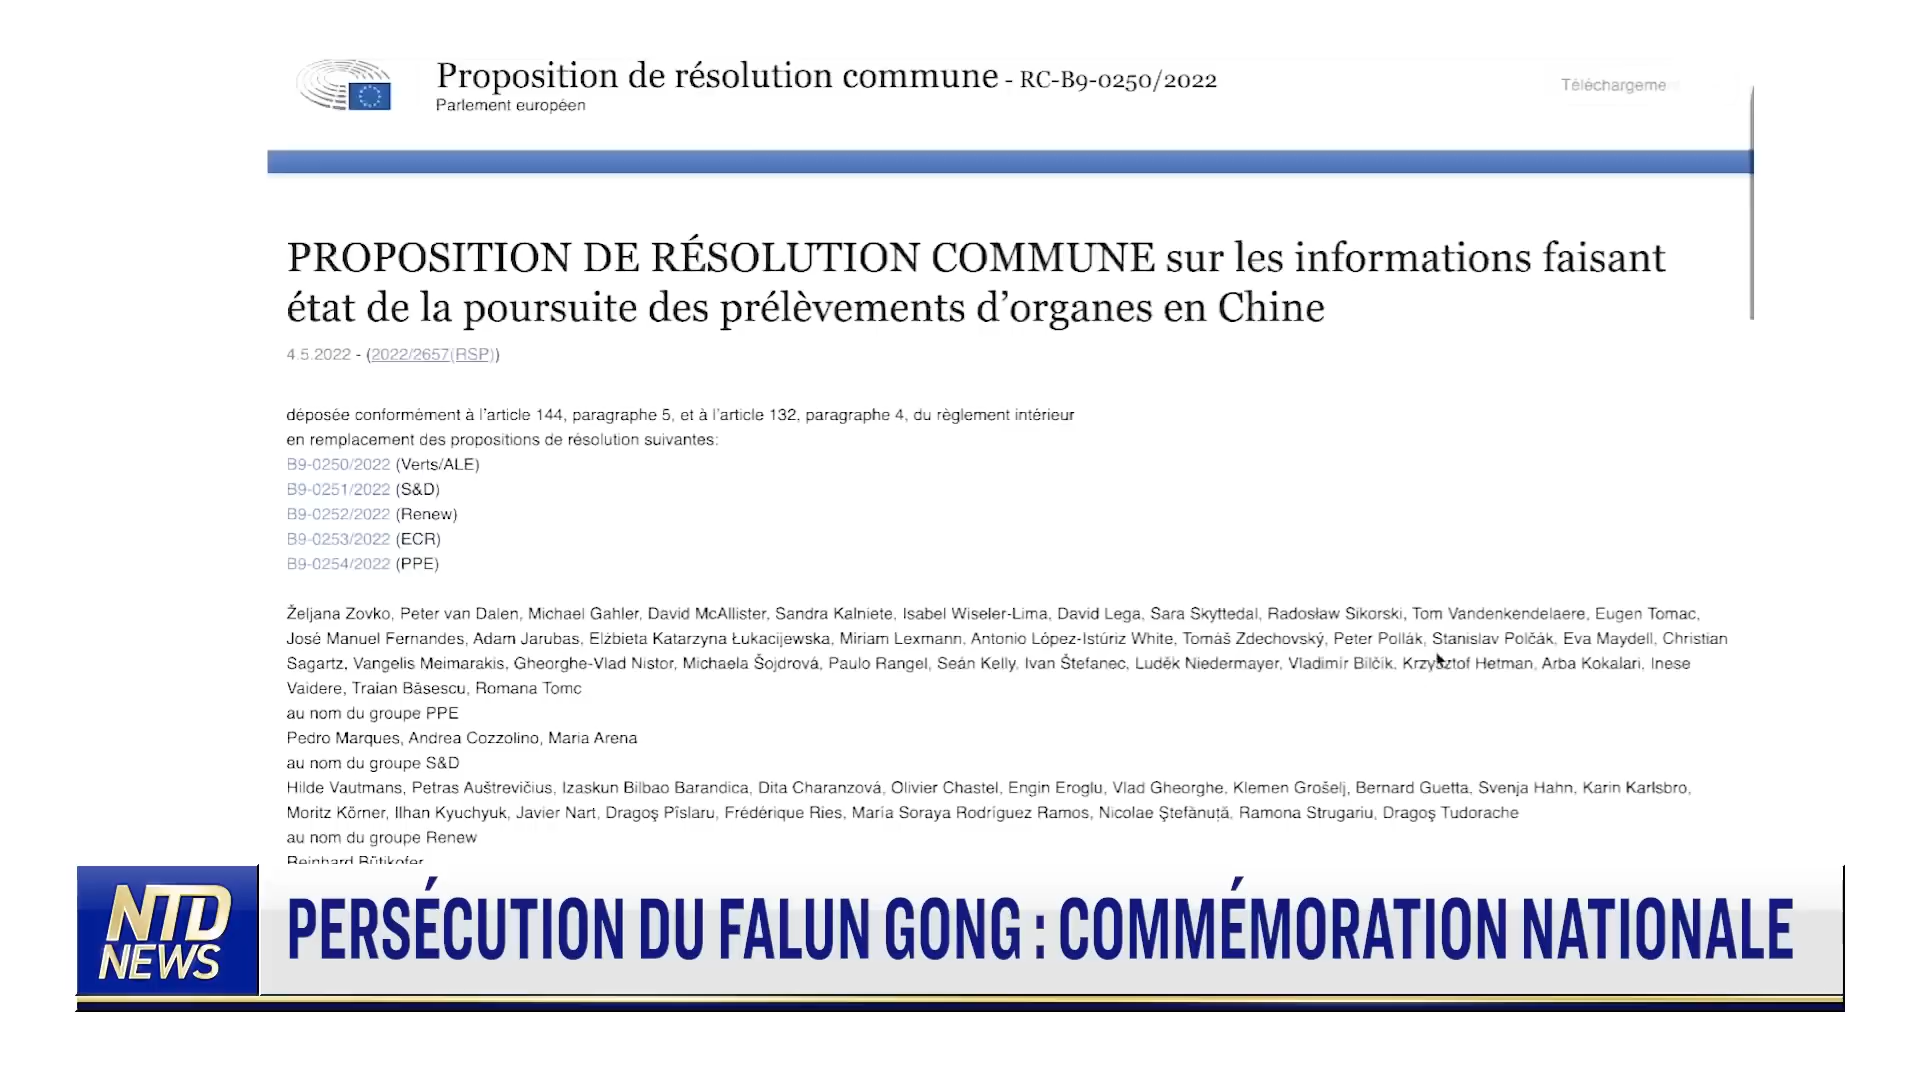 Proposition de résolution commune - RC-B9-0250/2022
Parlement européen
Téléchargeme
PROPOSITION DE RÉSOLUTION COMMUNE sur les informations faisant
état de la poursuite des prélèvements d’organes en Chine
4.5.2022 - (2022/2657(RSP))
déposée conformément à l’article 144, paragraphe 5, et à l’article 132, paragraphe 4, du règlement intérieur
en remplacement des propositions de résolution suivantes:
B9-0250/2022 (Verts/ALE)
B9-0251/2022 (S&D)
B9-0252/2022 (Renew)
B9-0253/2022 (ECR)
B9-0254/2022 (PPE)
Željana Zovko, Peter van Dalen, Michael Gahler, David McAllister, Sandra Kalniete, Isabel Wiseler-Lima, David Lega, Sara Skyttedal, Radosław Sikorski, Tom Vandenkendelaere, Eugen Tomac,
José Manuel Fernandes, Adam Jarubas, Elżbieta Katarzyna Łukacijewska, Miriam Lexmann, Antonio López-Istúriz White, Tomáš Zdechovský, Peter Pollák, Stanislav Polčák, Eva Maydell, Christian
Sagartz, Vangelis Meimarakis, Gheorghe-Vlad Nistor, Michaela Šojdrová, Paulo Rangel, Seán Kelly, Ivan Štefanec, Luděk Niedermayer, Vladimír Bilčík, Krzysztof Hetman, Arba Kokalari, Inese
Vaidere, Traian Băsescu, Romana Tomc
au nom du groupe PPE
Pedro Marques, Andrea Cozzolino, Maria Arena
au nom du groupe S&D
Hilde Vautmans, Petras Auštrevičius, Izaskun Bilbao Barandica, Dita Charanzová, Olivier Chastel, Engin Eroglu, Vlad Gheorghe, Klemen Grošelj, Bernard Guetta, Svenja Hahn, Karin Karlsbro,
Moritz Körner, Ilhan Kyuchyuk, Javier Nart, Dragoş Pîslaru, Frédérique Ries, María Soraya Rodríguez Ramos, Nicolae Ştefănuță, Ramona Strugariu, Dragoş Tudorache
au nom du groupe Renew
Reinhard Bütikofer
NTD
NEWS
PERSÉCUTION DU FALUN GONG : COMMÉMORATION NATIONALE